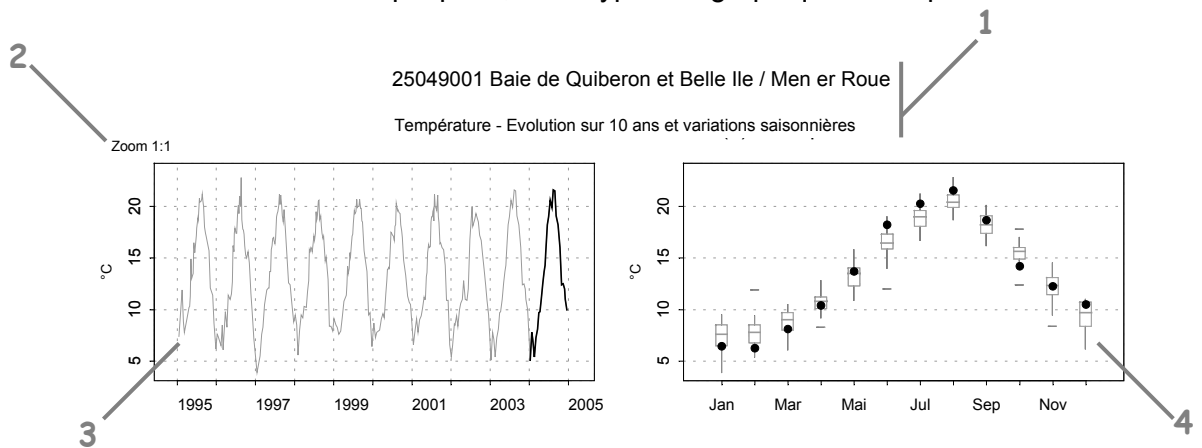 1
2
25049001 Baie de Quiberon et Belle Ile / Men er Roue
Température - Evolution sur 10 ans et variations saisonnières
Zoom 1:1
20
15
10
5
°C
1995 1997 1999 2001 2003 2005
20
15
10
5
°C
Jan Mar Mai Jul Sep Nov
3
4